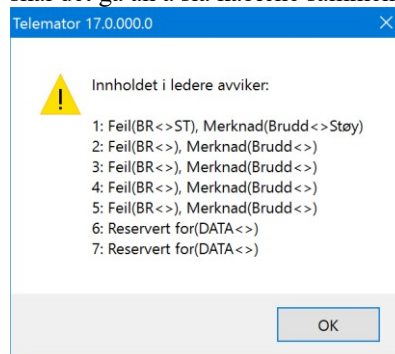 Telemator 17.0.000.0
Innholdet i ledere avviker:
1: Feil(BR<>ST), Merknad(Brudd<>Støy)
2: Feil(BR<>), Merknad(Brudd<>)
3: Feil(BR<>), Merknad(Brudd<>)
4: Feil(BR<>), Merknad(Brudd<>)
5: Feil(BR<>), Merknad(Brudd<>)
6: Reservert for(DATA<>)
7: Reservert for(DATA<>)
OK